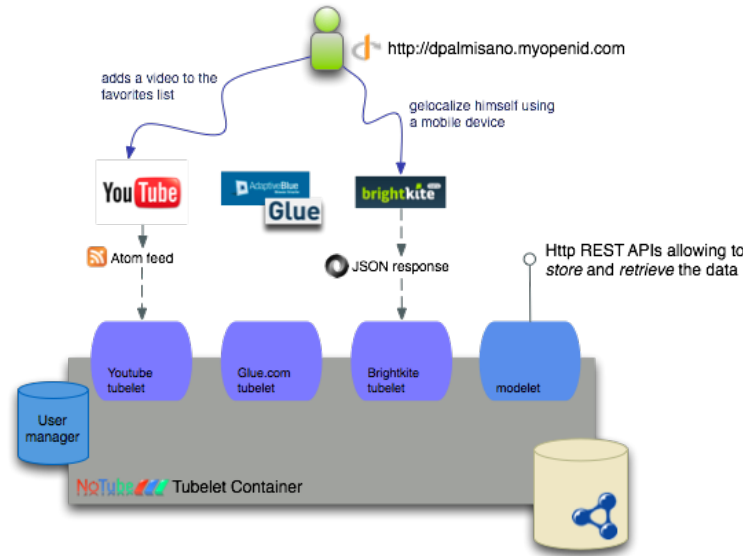 http://dpalmisano.myopenid.com
adds a video to the
favorites list
gelocalize himself using
a mobile device
YouTube
AdaptiveBlue
Glue
brightkite
Atom feed
JSON response
Http REST APIs allowing to
store and retrieve the data
Youtube
tubelet
Glue.com
tubelet
Brightkite
tubelet
modelet
User
manager
NoTube Tubelet Container